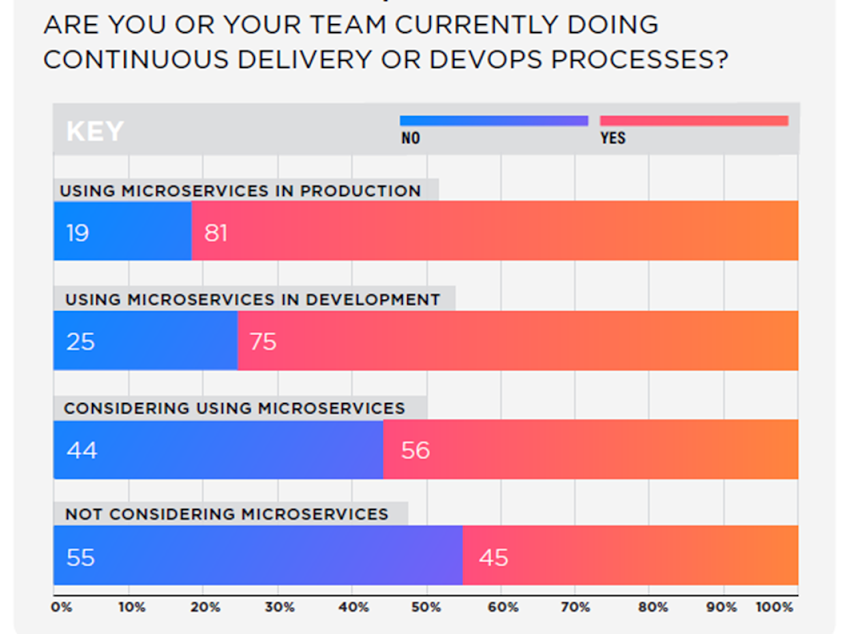 ARE YOU OR YOUR TEAM CURRENTLY DOING
CONTINUOUS DELIVERY OR DEVOPS PROCESSES?
KEY
NO
YES
USING MICROSERVICES IN PRODUCTION
19 81
USING MICROSERVICES IN DEVELOPMENT
25 75
CONSIDERING USING MICROSERVICES
44 56
NOT CONSIDERING MICROSERVICES
55 45
0% 10% 20% 30% 40% 50% 60% 70% 80% 90% 100%